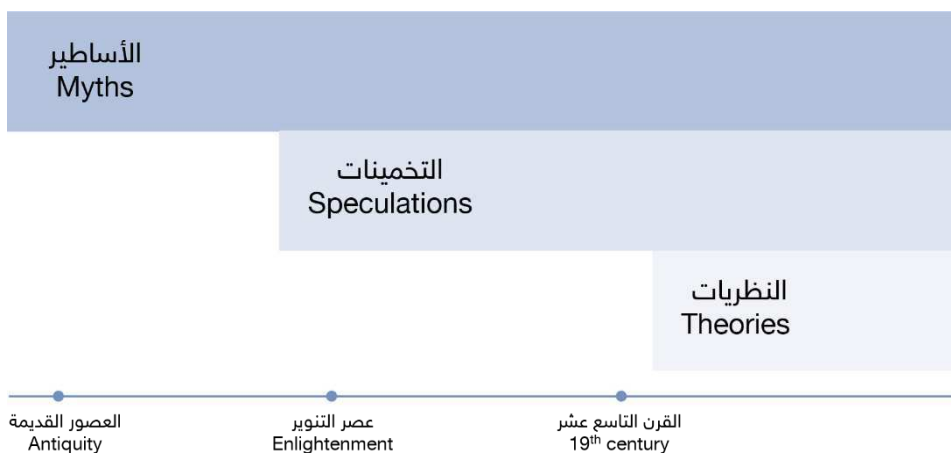 الأساطير
Myths
التخمينات
Speculations
النظريات
Theories
العصور القديمة
Antiquity
عصر التنوير
Enlightenment
القرن التاسع عشر
19th century